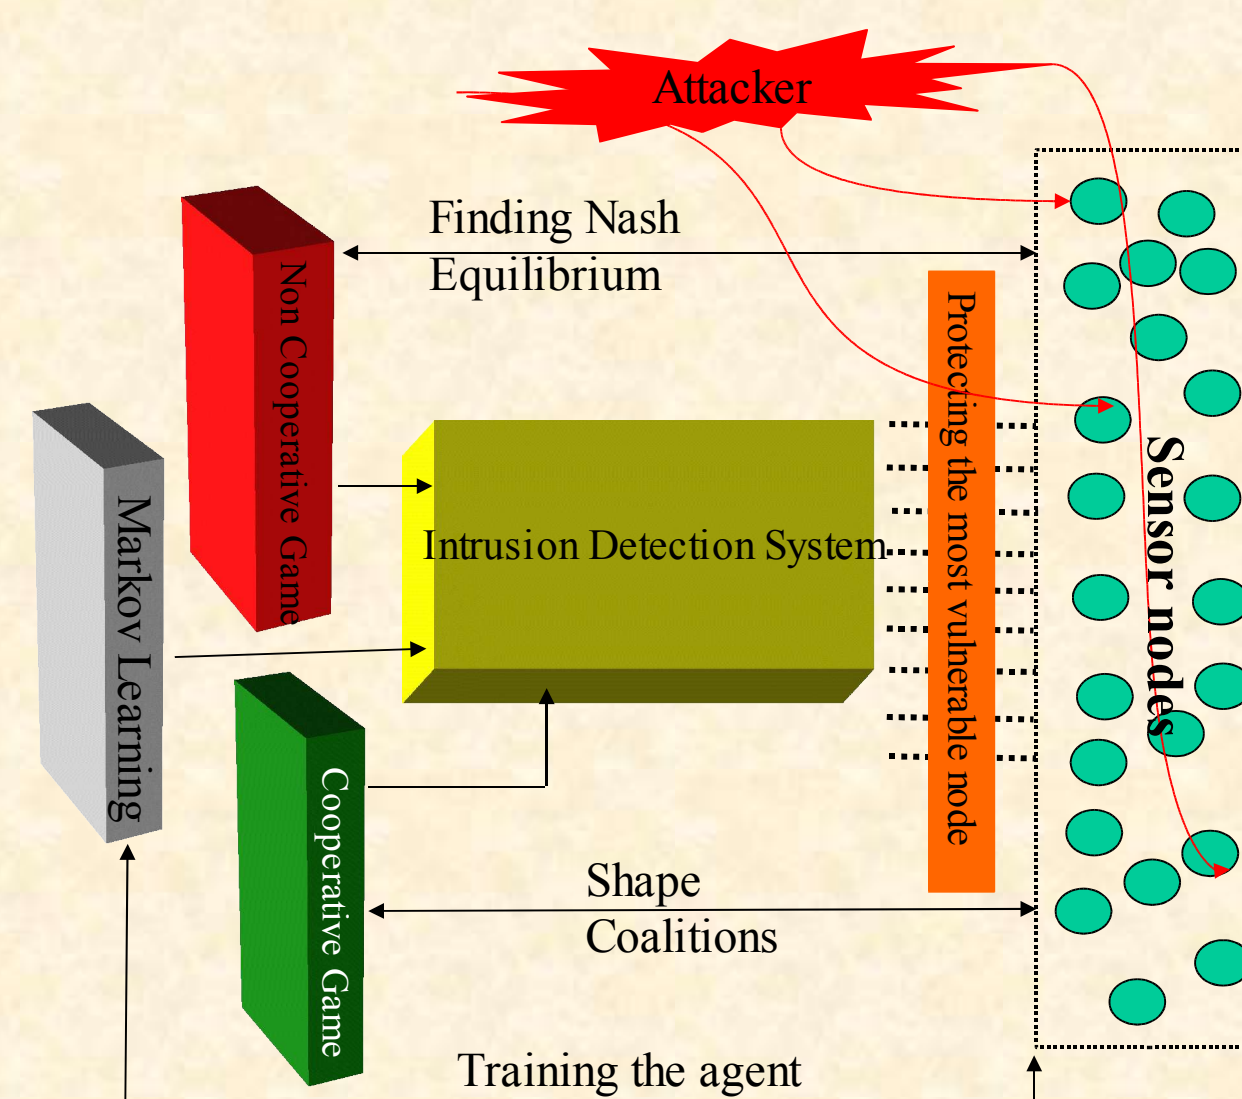 Attacker
Finding Nash
Equilibrium
Non Cooperative Game
Protecting the most vulnerable node
Markov Learning
Intrusion Detection System
Sensor nodes
Cooperative Game
Shape
Coalitions
Training the agent